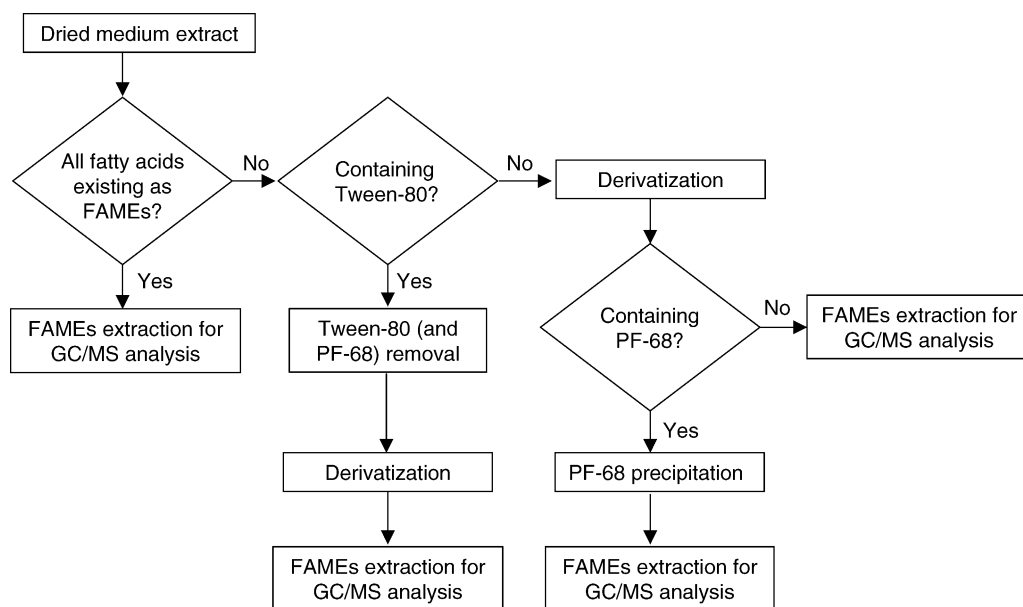 Dried medium extract
All fatty acids
existing as
FAMEs?
No
Containing
Tween-80?
No
Derivatization
Yes
FAMEs extraction for
GC/MS analysis
Yes
Tween-80 (and
PF-68) removal
Derivatization
FAMEs extraction for
GC/MS analysis
Containing
PF-68?
No
FAMEs extraction for
GC/MS analysis
Yes
PF-68 precipitation
FAMEs extraction for
GC/MS analysis